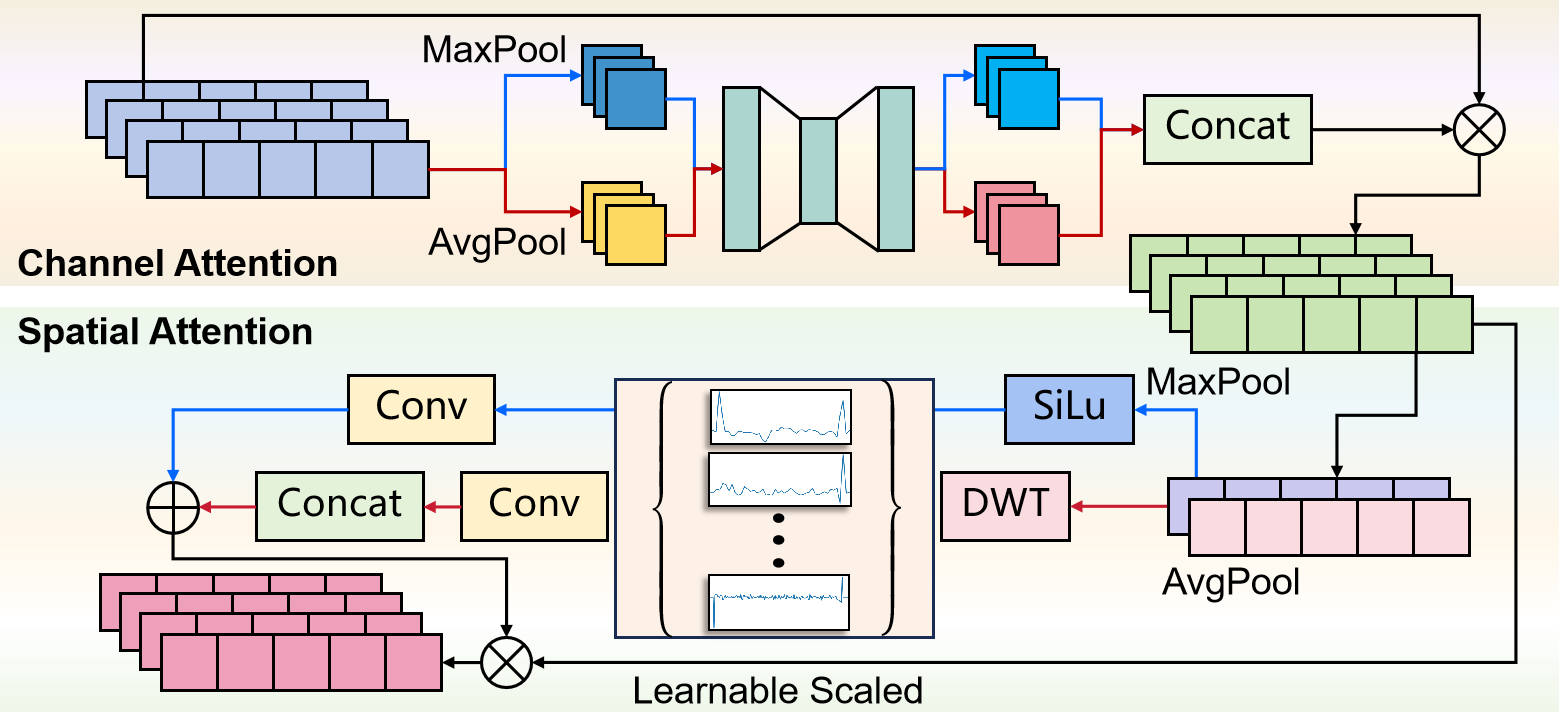 MaxPool
Concat
AvgPool
Channel Attention
Spatial Attention
MaxPool
Conv
SiLu
Concat
Conv
DWT
AvgPool
Learnable Scaled